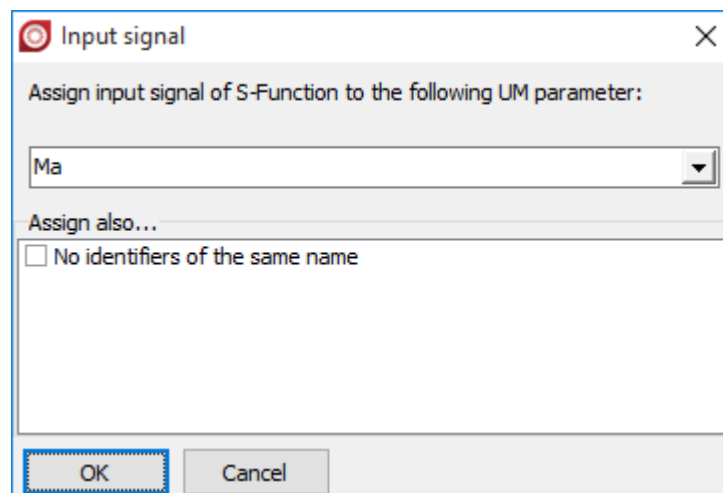 Input signal
Assign input signal of S-Function to the following UM parameter:
Ma
Assign also...
No identifiers of the same name
OK
Cancel